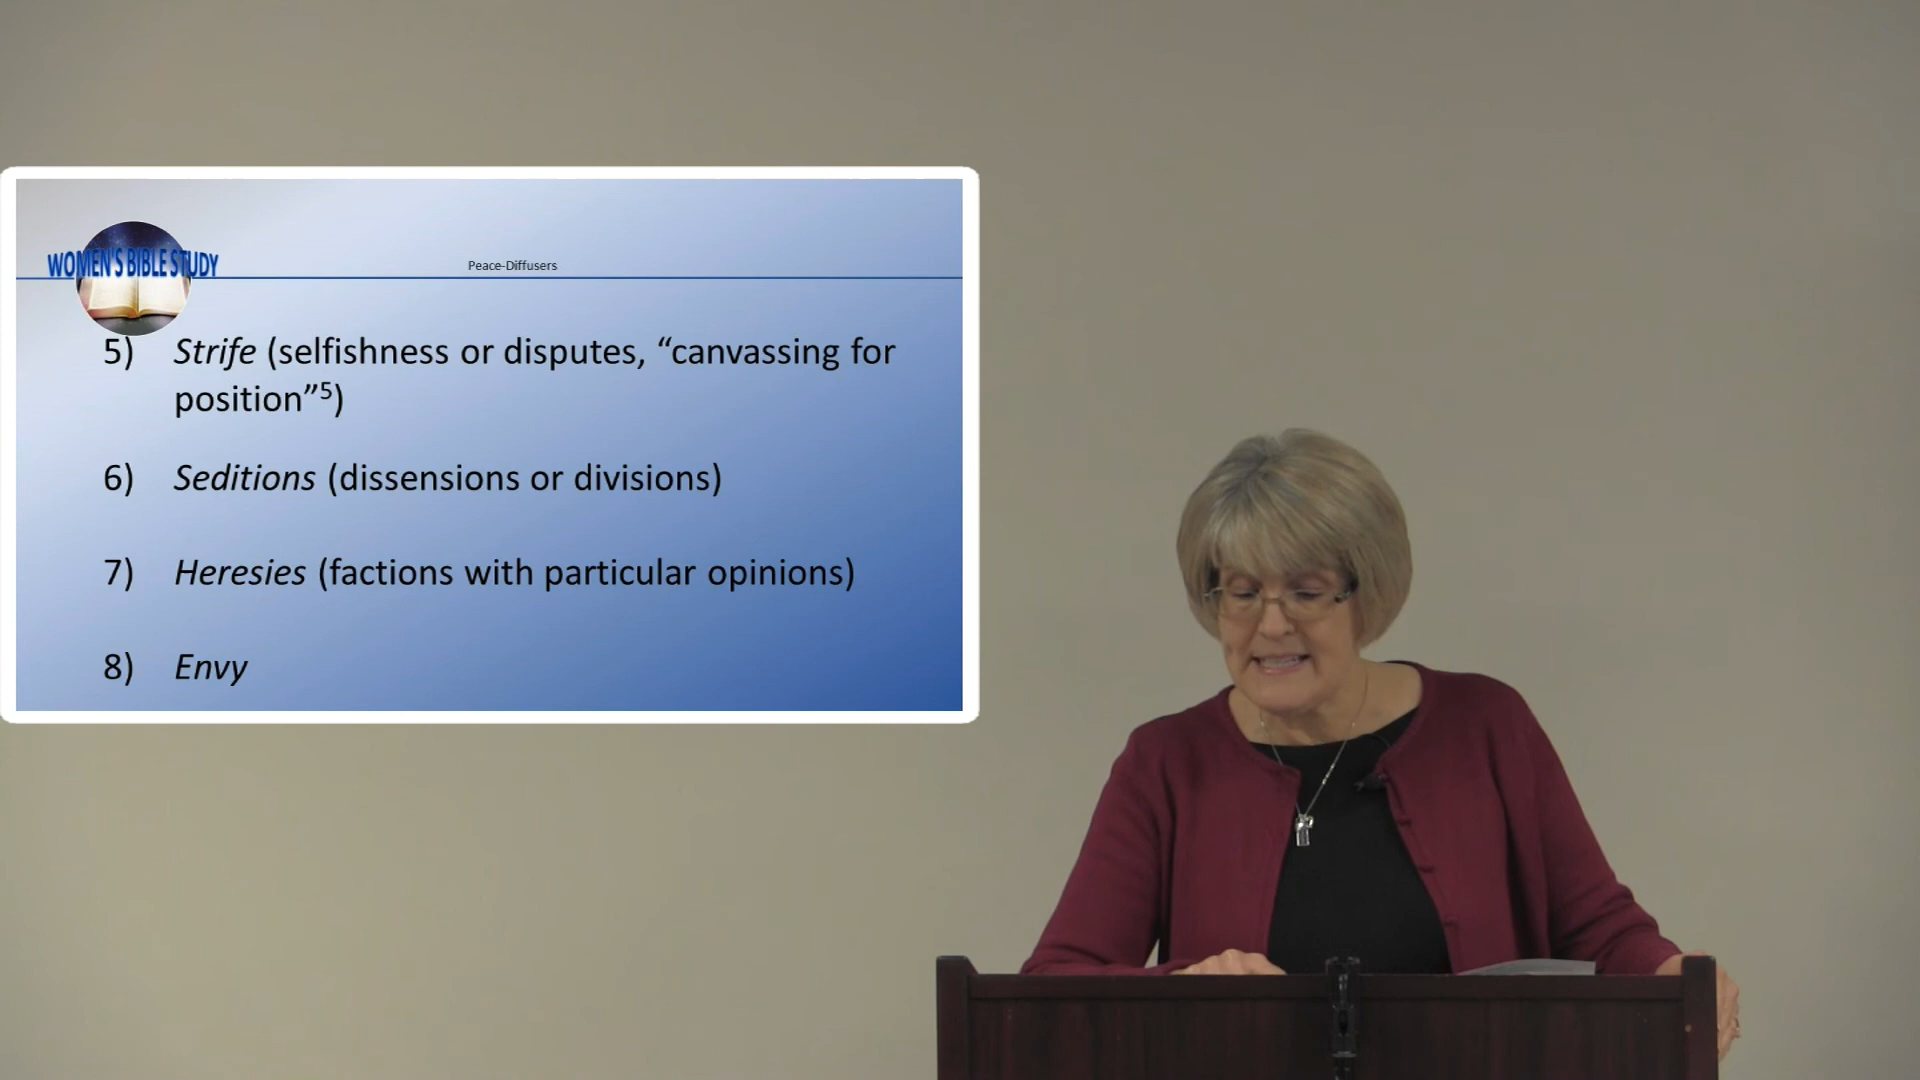 WOMEN'S BIBLE STUDY
Peace-Diffusers
5) Strife (selfishness or disputes, “canvassing for
position”⁵)
6) Seditions (dissensions or divisions)
7) Heresies (factions with particular opinions)
8) Envy